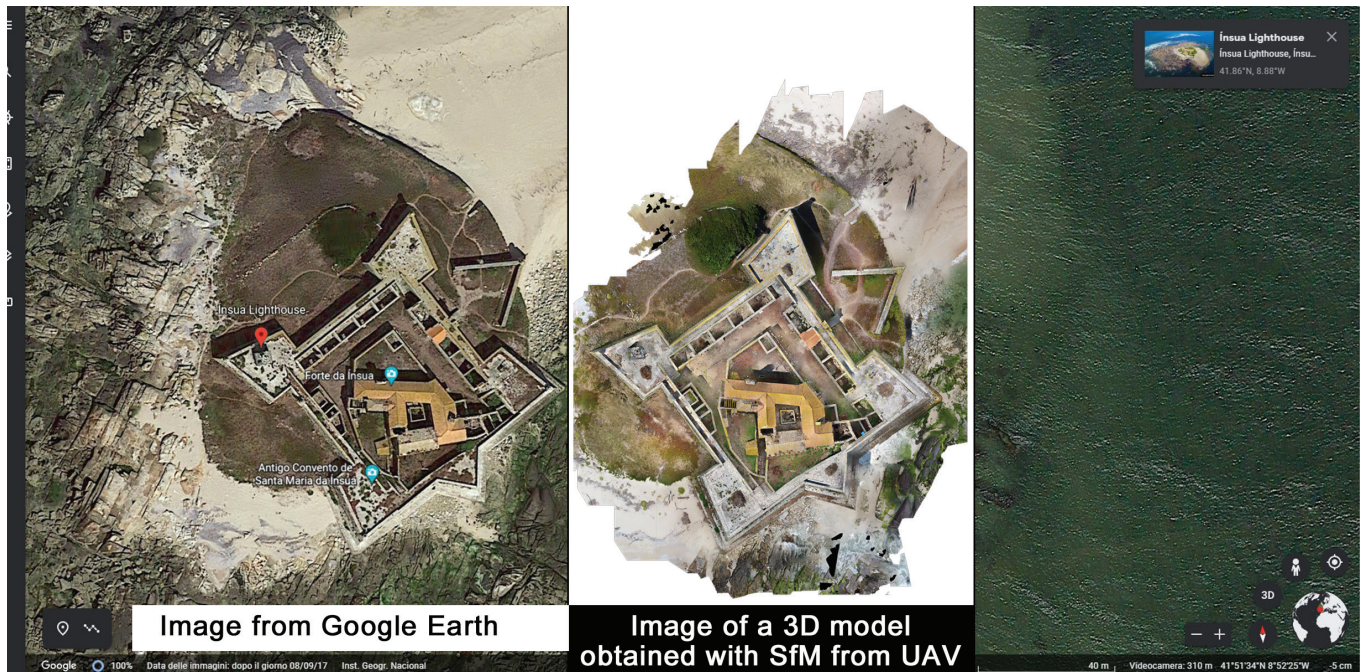 Ínsua Lighthouse
Ínsua Lighthouse, Ínsu...
41.86°N, 8.88°W
Ínsua Lighthouse
Forte da Ínsua
Antigo Convento de
Santa Maria da Ínsua
3D
Image from Google Earth
Image of a 3D model
obtained with SfM from UAV
Google 100% Data delle immagini: dopo il giorno 08/09/17 Inst. Geogr. Nacional
40 m Videocamera: 310 m 41°51'34"N 8°52'25"W -5 cm